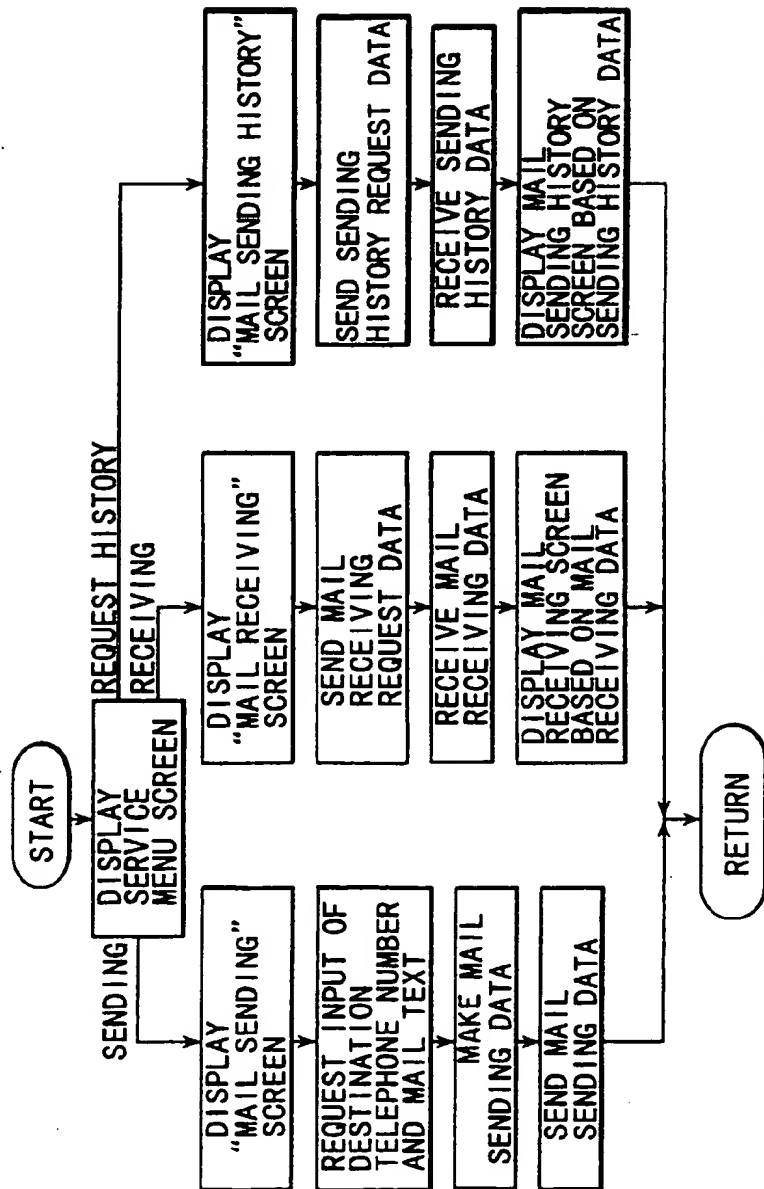 START
DISPLAY
SERVICE
MENU SCREEN
SENDING
DISPLAY
“MAIL SENDING”
SCREEN
REQUEST INPUT OF
DESTINATION
TELEPHONE NUMBER
AND MAIL TEXT
MAKE MAIL
SENDING DATA
SEND MAIL
SENDING DATA
RECEIVING
DISPLAY
“MAIL RECEIVING”
SCREEN
SEND MAIL
RECEIVING
REQUEST DATA
RECEIVE MAIL
RECEIVING DATA
DISPLAY MAIL
RECEIVING SCREEN
BASED ON MAIL
RECEIVING DATA
REQUEST HISTORY
DISPLAY
“MAIL SENDING HISTORY”
SCREEN
SEND SENDING
HISTORY REQUEST DATA
RECEIVE SENDING
HISTORY DATA
DISPLAY MAIL
SENDING HISTORY
SCREEN BASED ON
SENDING HISTORY DATA
RETURN